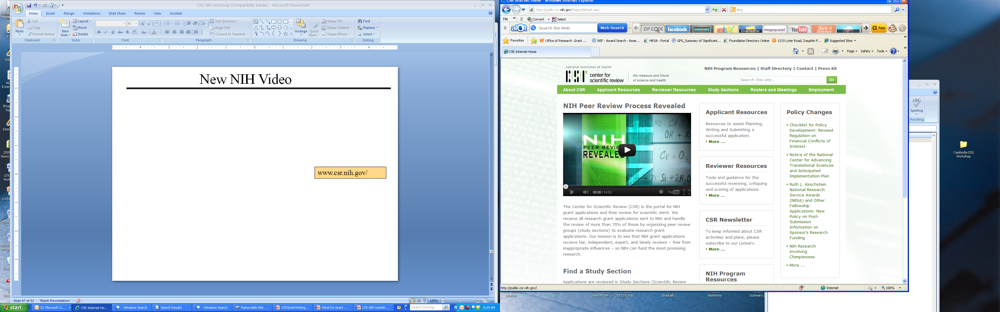 UTK NIH workshop [Compatibility Mode] - Microsoft PowerPoint
Home Insert Design Animations Slide Show Review View Acrobat
Paste
Cut
Copy
Format Painter
Clipboard
New Slide
Layout
Reset
Delete
Slides
36
B I U abc S AV Aa A
Font
Paragraph
Text Direction
Align Text
Convert to SmartArt
Arrange
Quick Styles
Shape Fill
Shape Outline
Shape Effects
Drawing
Find
Replace
Select
Editing
New NIH Video
www.csr.nih.gov/
Slide 47 of 52
"Blank Presentation"
100%
start
31 Microsoft O...
CSR Internet Ho...
- Windows Search
Search Results
- Windows Search
Removable Disk ...
UTKGrantWriting...
What Do Grant ...
UTK NIH worksh...
Search Desktop
8:09 AM
CSR Internet Home - Windows Internet Explorer
http://public.csr.nih.gov/Pages/default.aspx
Bing
File
Convert
Select
alOt
Search the Web
Web Search
ZIP CODE
facebook
ebay
Email Notifier
mapquest
YouTube
Lyric Matcher
72°
App
Favorites
Office of Research Grant ...
NSF - Award Search - Awar...
HRSA - Portal
GPG_Summary of Significant...
Foundation Directory Online
1210 Lyter Road, Dauphin P...
Suggested Sites
CSR Internet Home
Page
Safety
Tools
national institutes of health
center for
scientific review
the measure and future
of science and health
NIH Program Resources | Staff Directory | Contact | Press Kit
Search this site...
Go
About CSR
Applicant Resources
Reviewer Resources
Study Sections
Rosters and Meetings
Employment
NIH Peer Review Process Revealed
NIH
PEER REVIEW
REVEALED
00:00 / 14:52
YouTube
The Center for Scientific Review (CSR) is the portal for NIH
grant applications and their review for scientific merit. We
receive all research grant applications sent to NIH and handle
the review of more than 70% of those by organizing peer review
groups (study sections) to evaluate research grant
applications. Our mission is to see that NIH grant applications
receive fair, independent, expert, and timely reviews – free from
inappropriate influences – so NIH can fund the most promising
research.
Find a Study Section
Applications are reviewed in Study Sections (Scientific Review
Applicant Resources
Resources to assist Planning,
Writing and Submitting a
successful application.
» More ...
Reviewer Resources
Tools and guidance for the
successful reviewing, critiquing
and scoring of applications.
» More ...
CSR Newsletter
To keep informed about CSR
activities and plans, please
subscribe to our Listserv.
» More ...
NIH Program
Resources
Policy Changes
» Checklist for Policy
Development: Revised
Regulation on
Financial Conflicts of
Interest
» Notice of the National
Center for Advancing
Translational Sciences
and Anticipated
Implementation Plan
» Ruth L. Kirschstein
National Research
Service Awards
(NRSA) and Other
Fellowship
Applications: New
Policy on Post-
Submission
Information on
Sponsor's Research
Funding
» NIH Research
Involving
Chimpanzees
» More ...
http://public.csr.nih.gov/
Internet
100%
License
Scientific Wr...
2011 DC trip
Graduati...
testimony
Summary 2
ABC
Spelling
Proofing
Cambodia DIG
Workshop